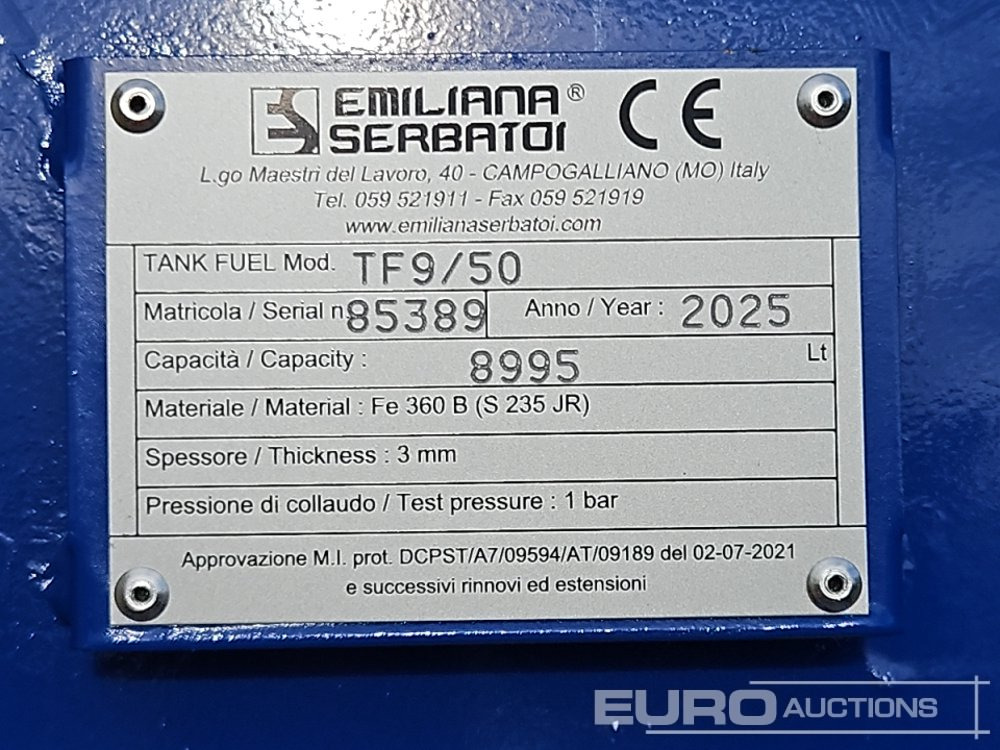 EMILIANA®
SERBATOI
CE
L.go Maestri del Lavoro, 40 - CAMPOGALLIANO (MO) Italy
Tel. 059 521911 - Fax 059 521919
www.emilianaserbatoi.com
TANK FUEL Mod. TF9/50
Matricola / Serial n. 85389 Anno / Year : 2025
Capacità / Capacity : 8995 Lt
Materiale / Material : Fe 360 B (S 235 JR)
Spessore / Thickness : 3 mm
Pressione di collaudo / Test pressure : 1 bar
Approvazione M.I. prot. DCPST/A7/09594/AT/09189 del 02-07-2021
e successivi rinnovi ed estensioni
EURO AUCTIONS